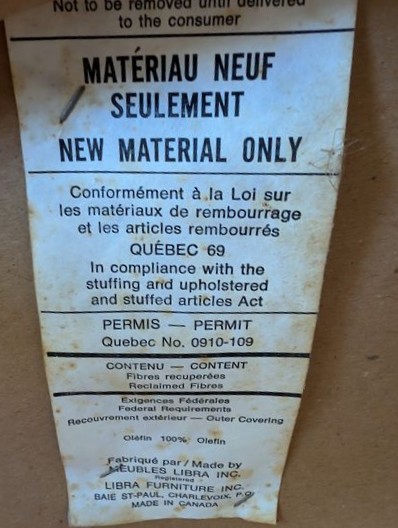 Not to be removed until delivered
to the consumer
MATÉRIAU NEUF
SEULEMENT
NEW MATERIAL ONLY
Conformément à la Loi sur
les matériaux de rembourrage
et les articles rembourrés
QUÉBEC 69
In compliance with the
stuffing and upholstered
and stuffed articles Act
PERMIS — PERMIT
Quebec No. 0910-109
CONTENU — CONTENT
Fibres recuperées
Reclaimed Fibres
Exigences Fédérales
Federal Requirements
Recouvrement extérieur — Outer Covering
Oléfin 100% Olefin
Fabriqué par / Made by
MEUBLES LIBRA INC.
Registered
LIBRA FURNITURE INC.
BAIE ST-PAUL, CHARLEVOIX, P.Q.
MADE IN CANADA